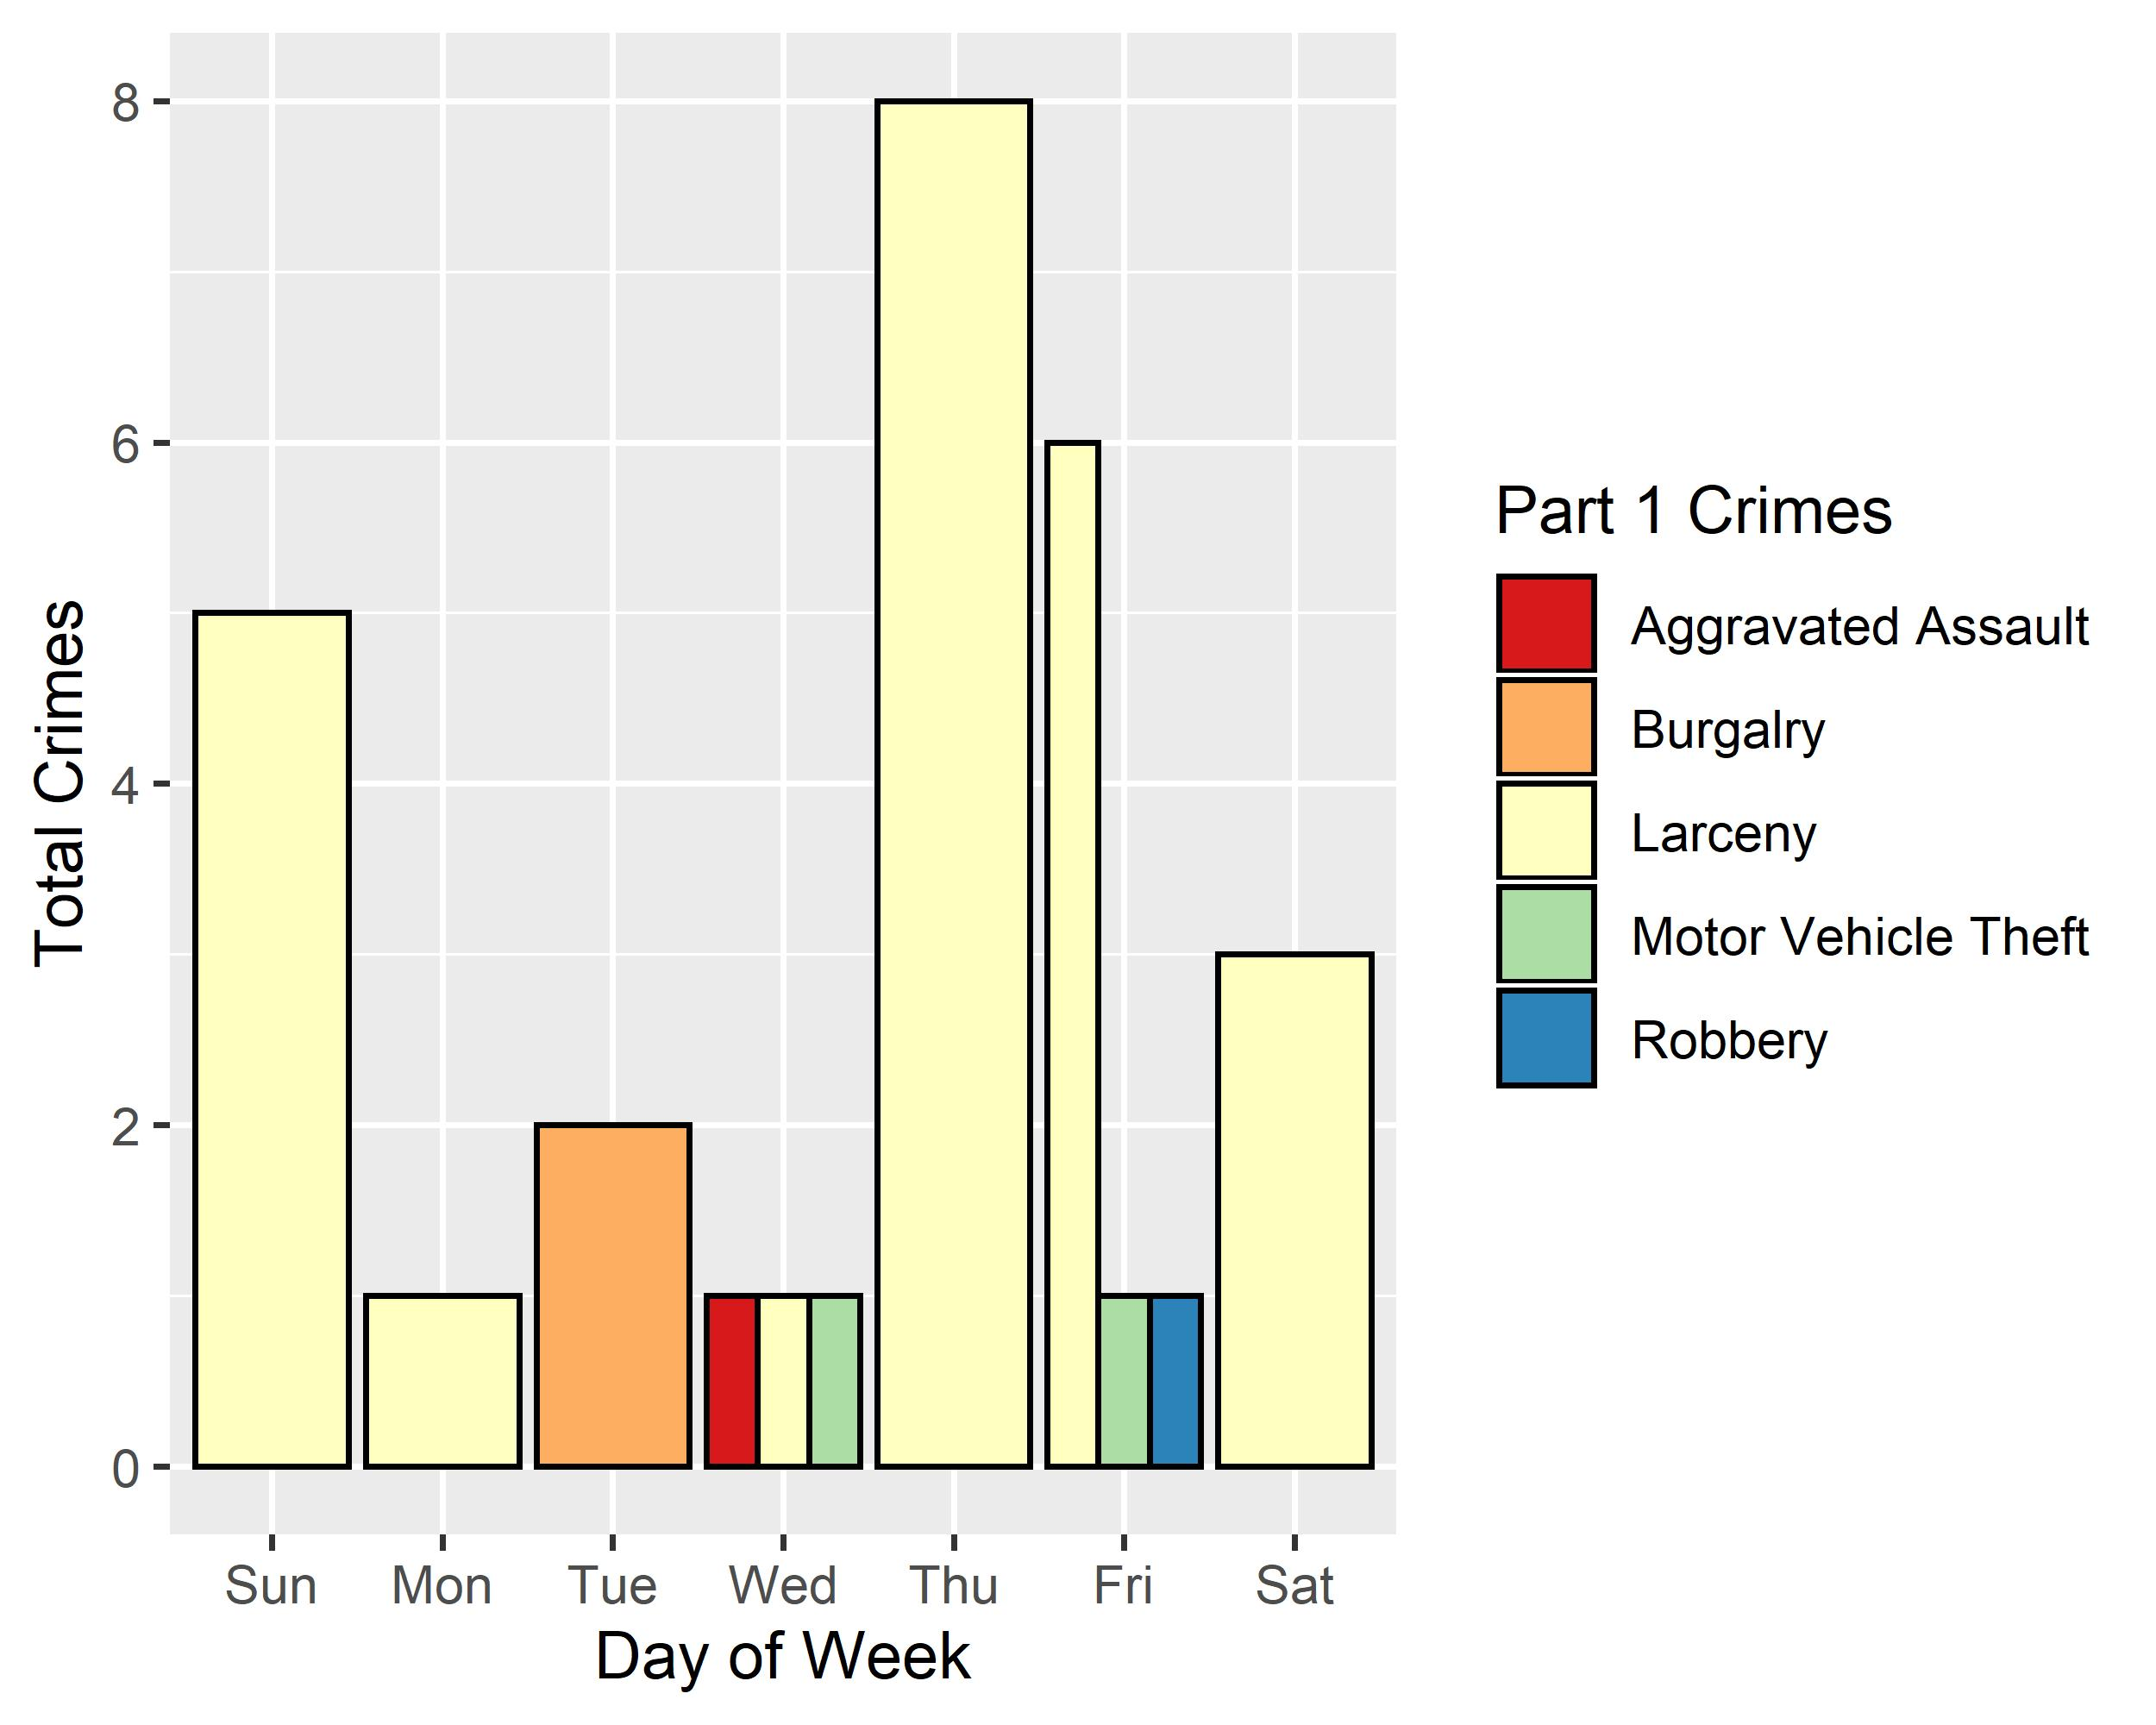 Total Crimes
8
6
4
2
0
Sun Mon Tue Wed Thu Fri Sat
Day of Week
Part 1 Crimes
Aggravated Assault
Burgalry
Larceny
Motor Vehicle Theft
Robbery